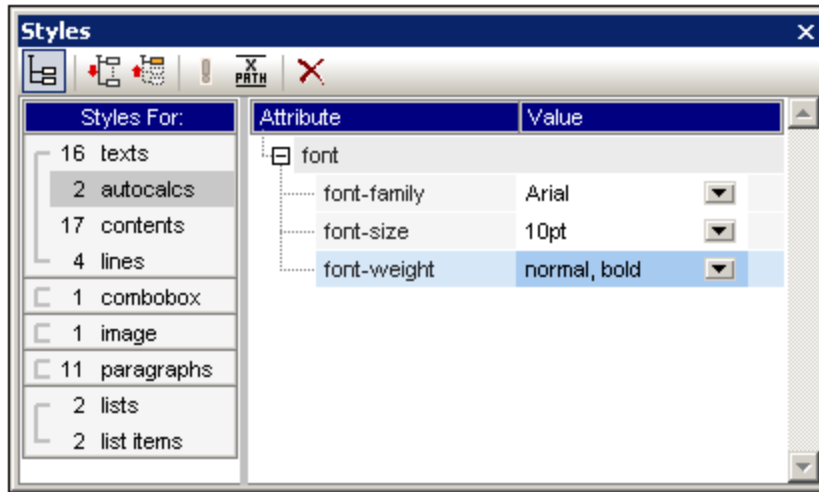 Styles
X
PATH
Styles For:
16 texts
2 autocalcs
17 contents
4 lines
1 combobox
1 image
11 paragraphs
2 lists
2 list items
Attribute Value
font
font-family Arial
font-size 10pt
font-weight normal, bold